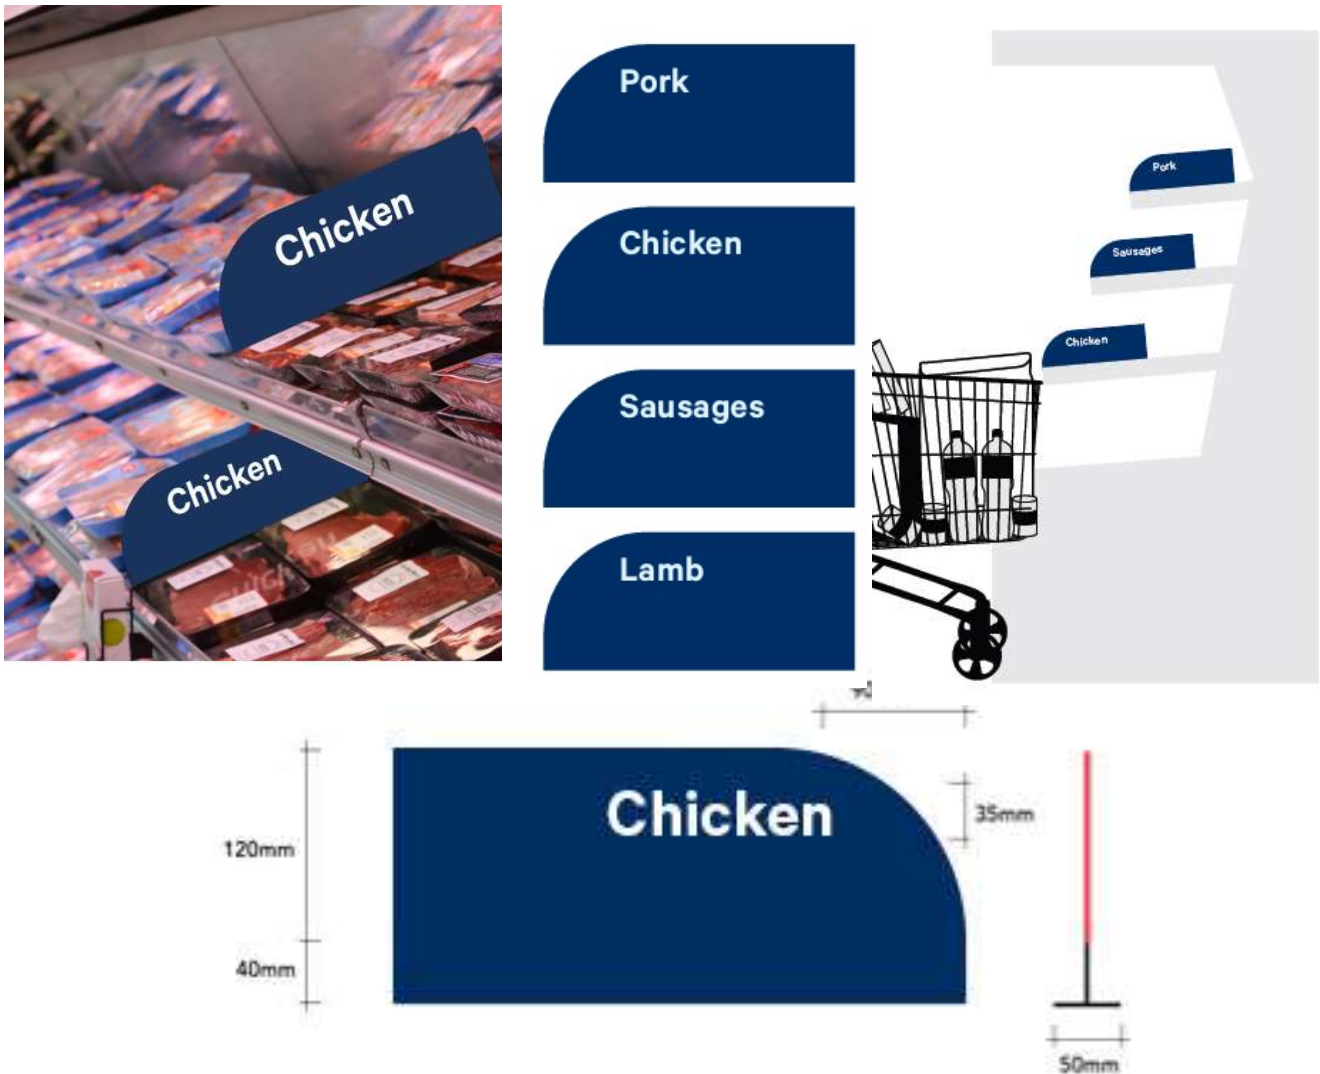 Chicken
Chicken
Pork
Chicken
Sausages
Lamb
Pork
Sausages
Chicken
120mm
40mm
Chicken
35mm
50mm